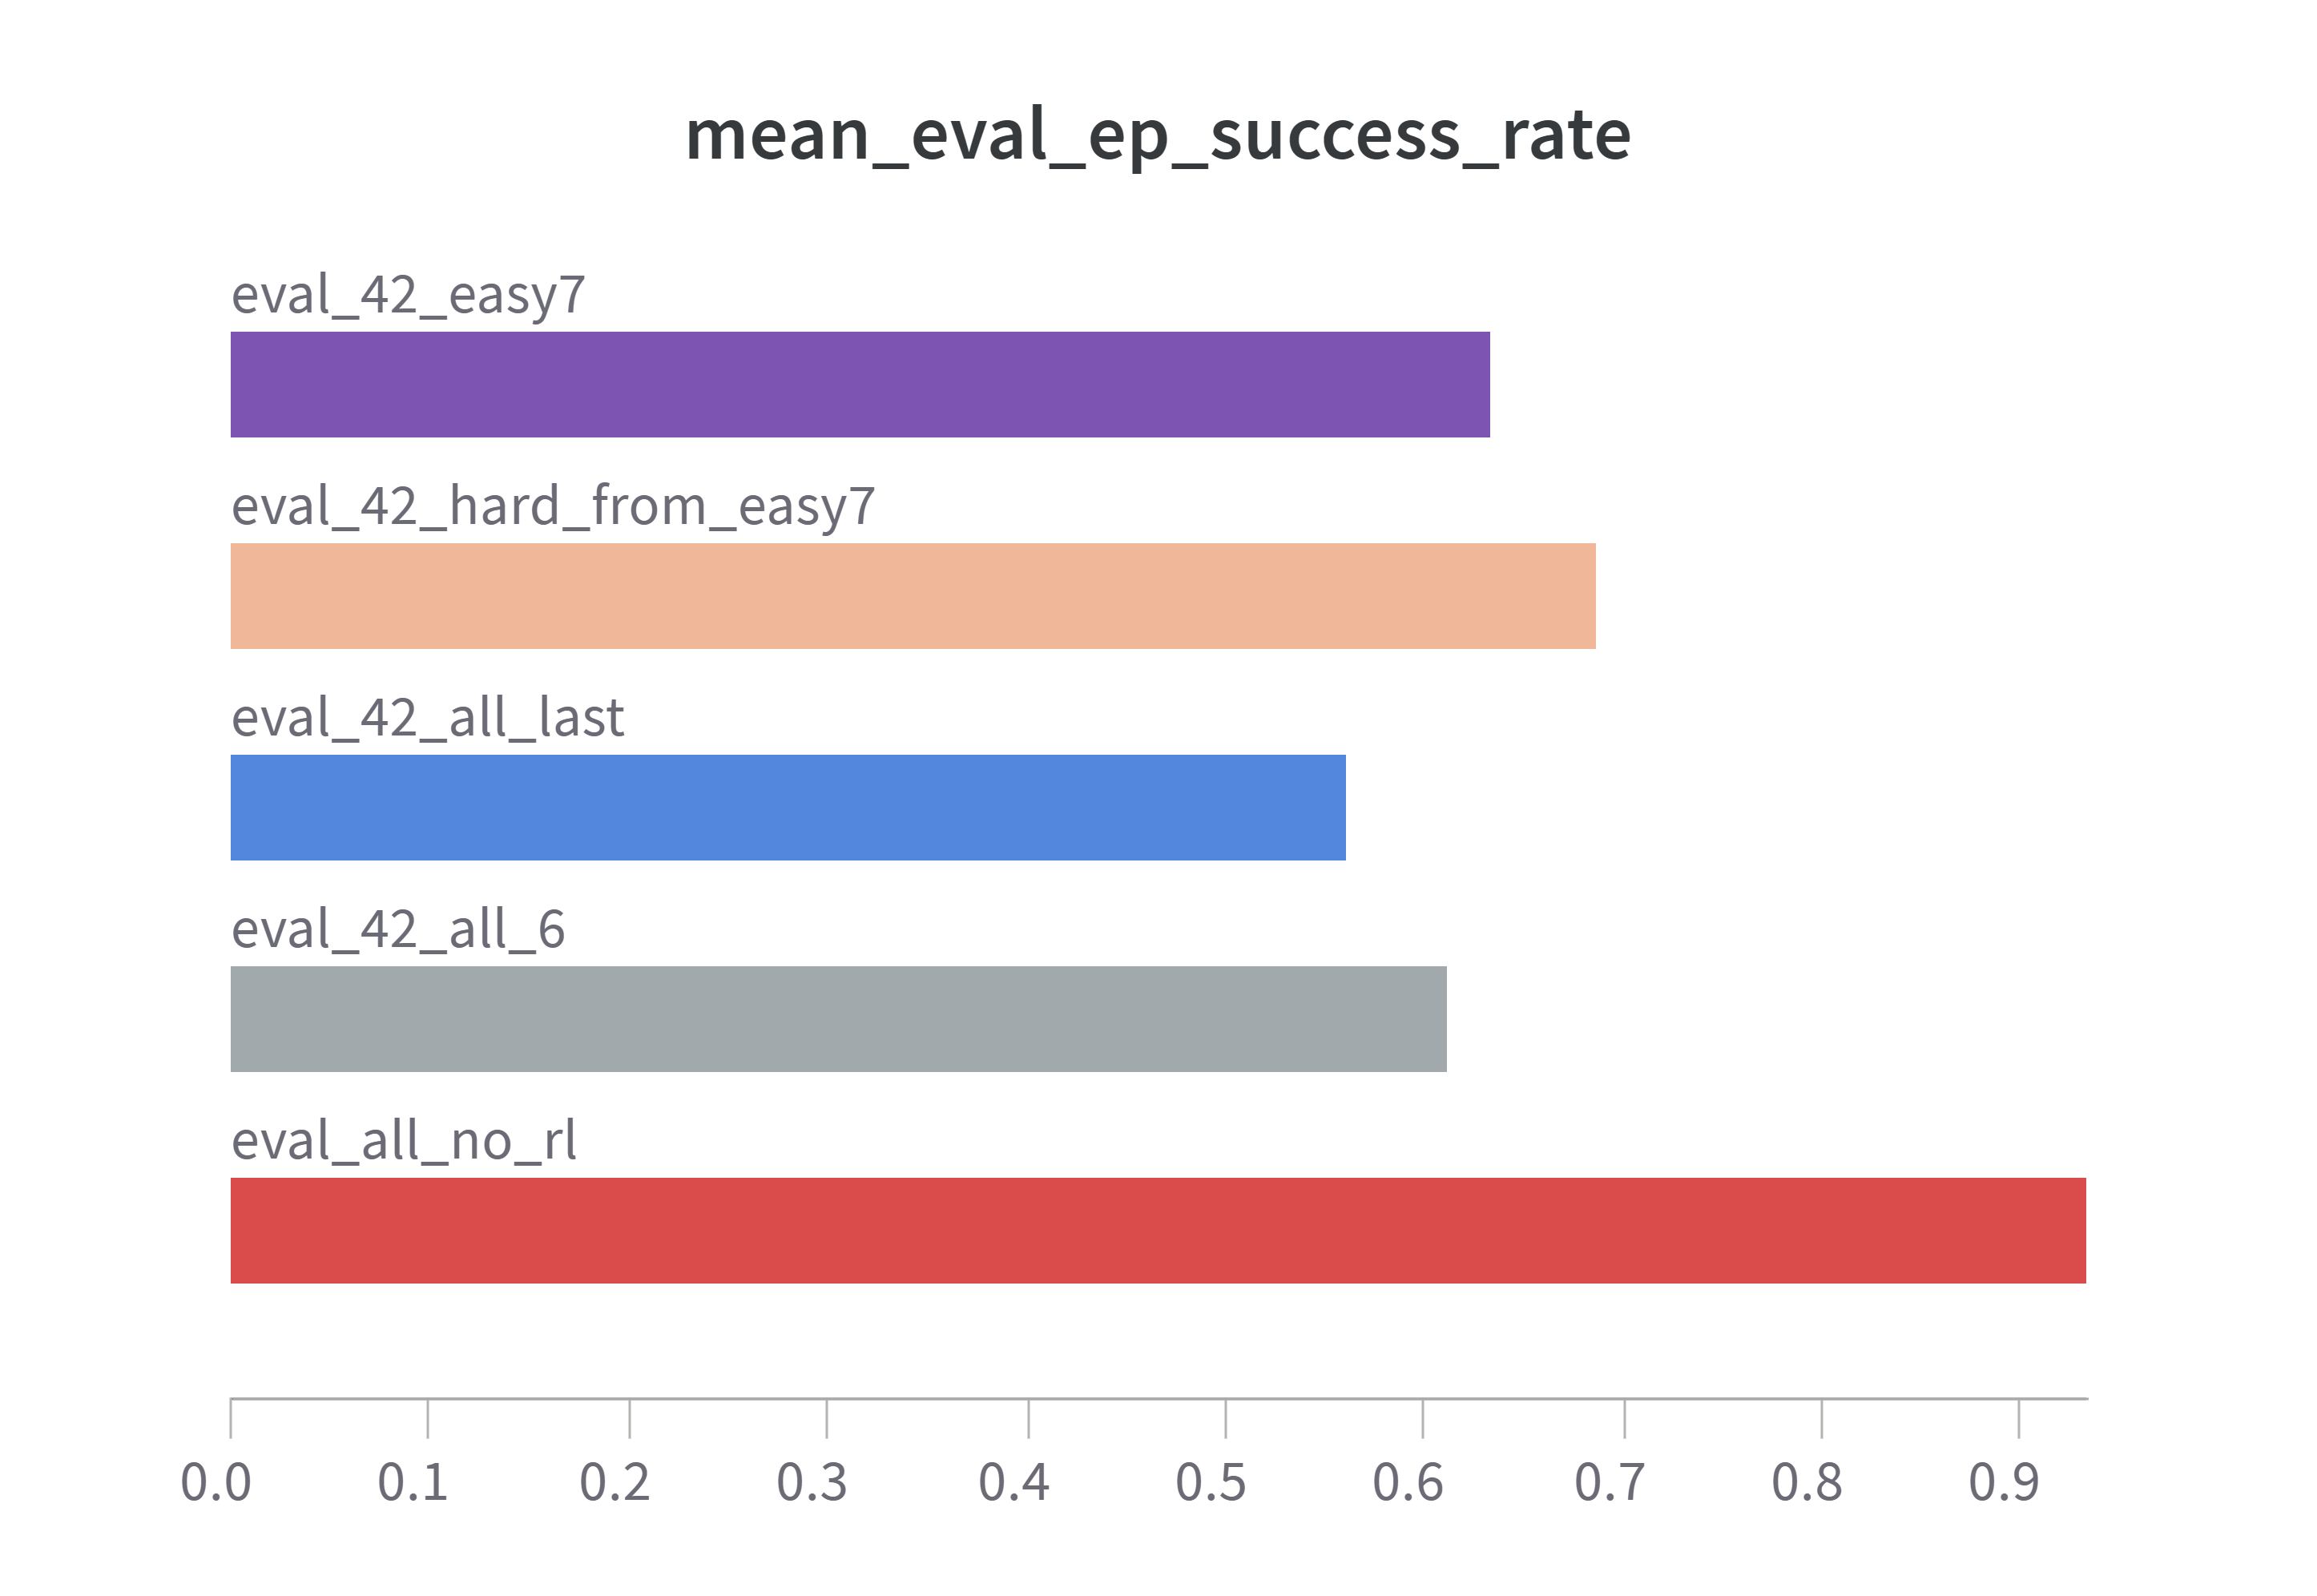 mean_eval_ep_success_rate
eval_42_easy7
eval_42_hard_from_easy7
eval_42_all_last
eval_42_all_6
eval_all_no_rl
0.0 0.1 0.2 0.3 0.4 0.5 0.6 0.7 0.8 0.9